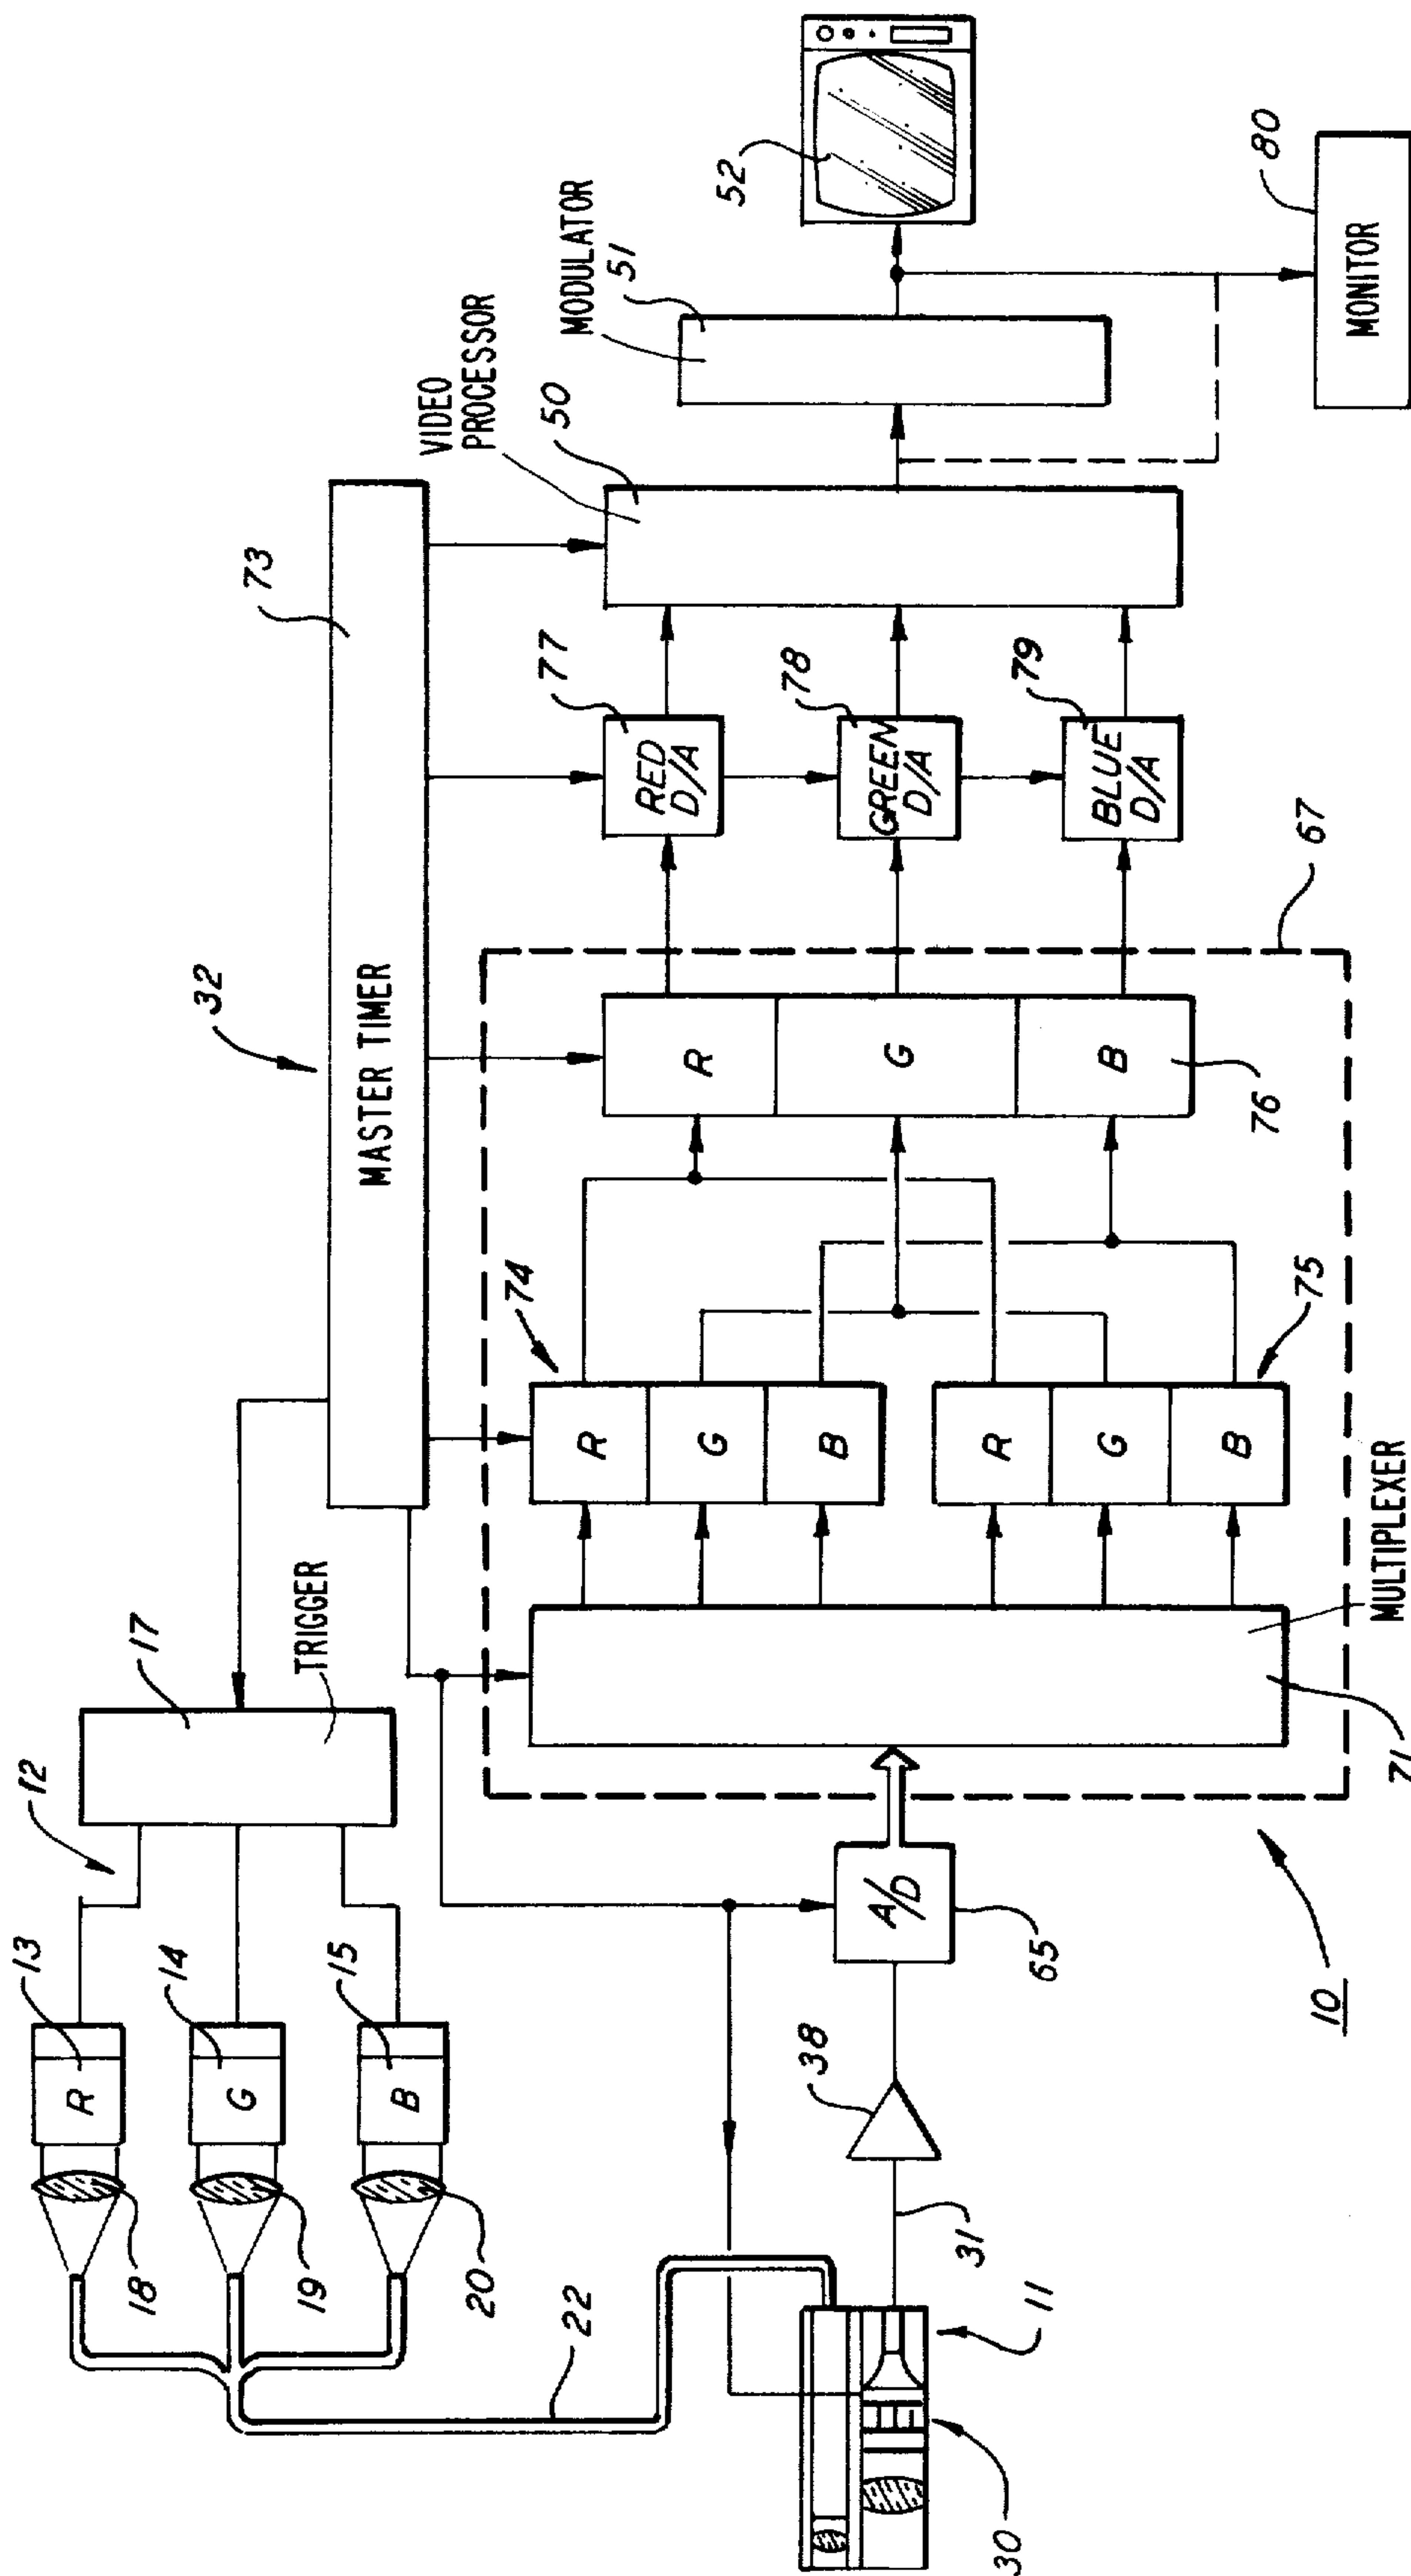 12
17
TRIGGER
R
13
G
14
B
15
18
19
20
22
32
MASTER TIMER
73
VIDEO
PROCESSOR
50
MODULATOR
51
52
MONITOR
80
RED
D/A
77
GREEN
D/A
78
BLUE
D/A
79
67
74
R
G
B
75
R
G
B
R
G
B
76
MULTIPLEXER
71
A/D
65
10
38
31
11
30